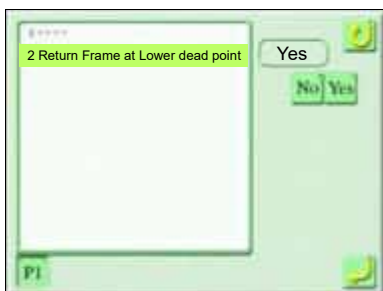 2 Return Frame at Lower dead point
Yes
No Yes
P1